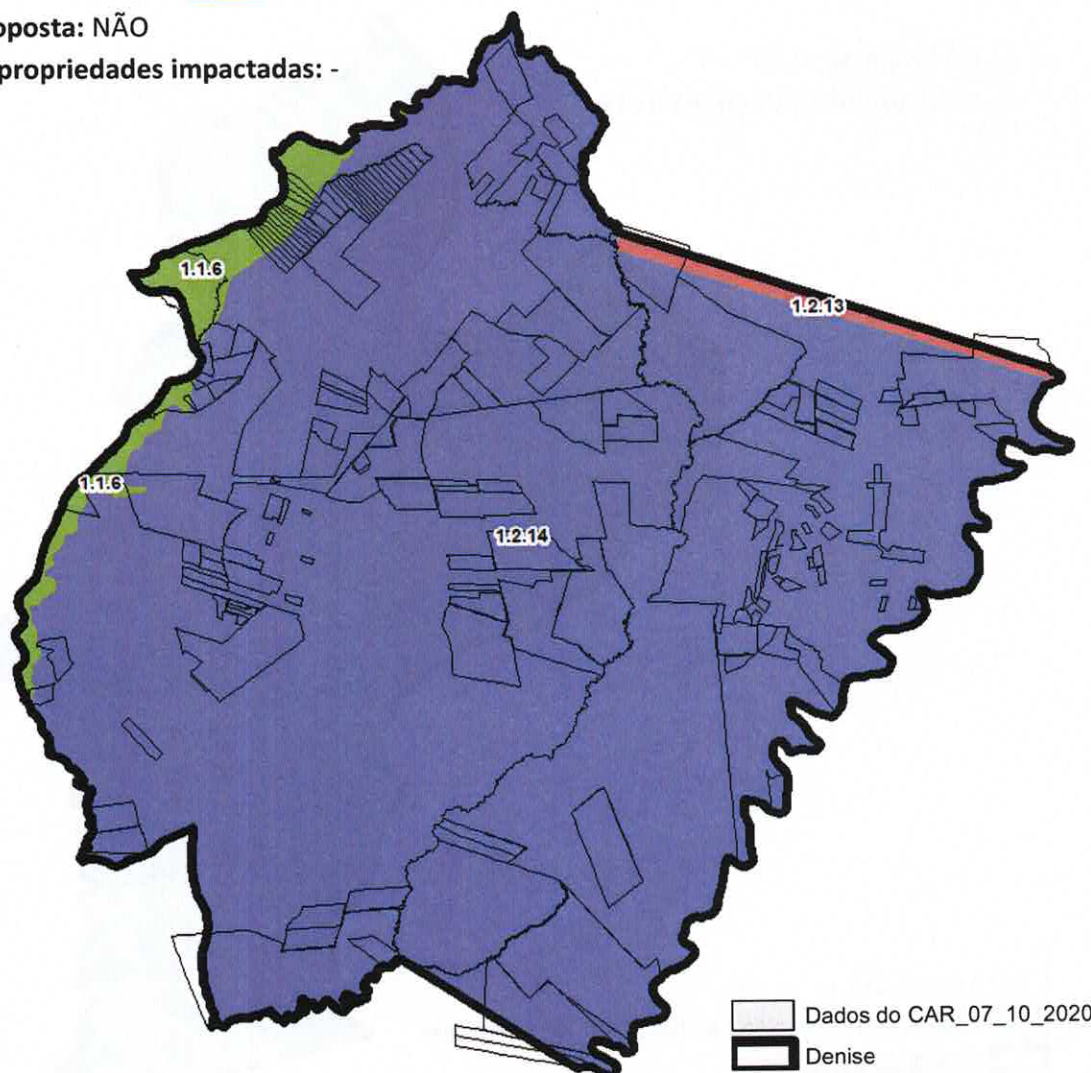 oposta: NÃO
propriedades impactadas: -
1.1.6
1.2.13
1.1.6
1.2.14
Dados do CAR_07_10_2020
Denise